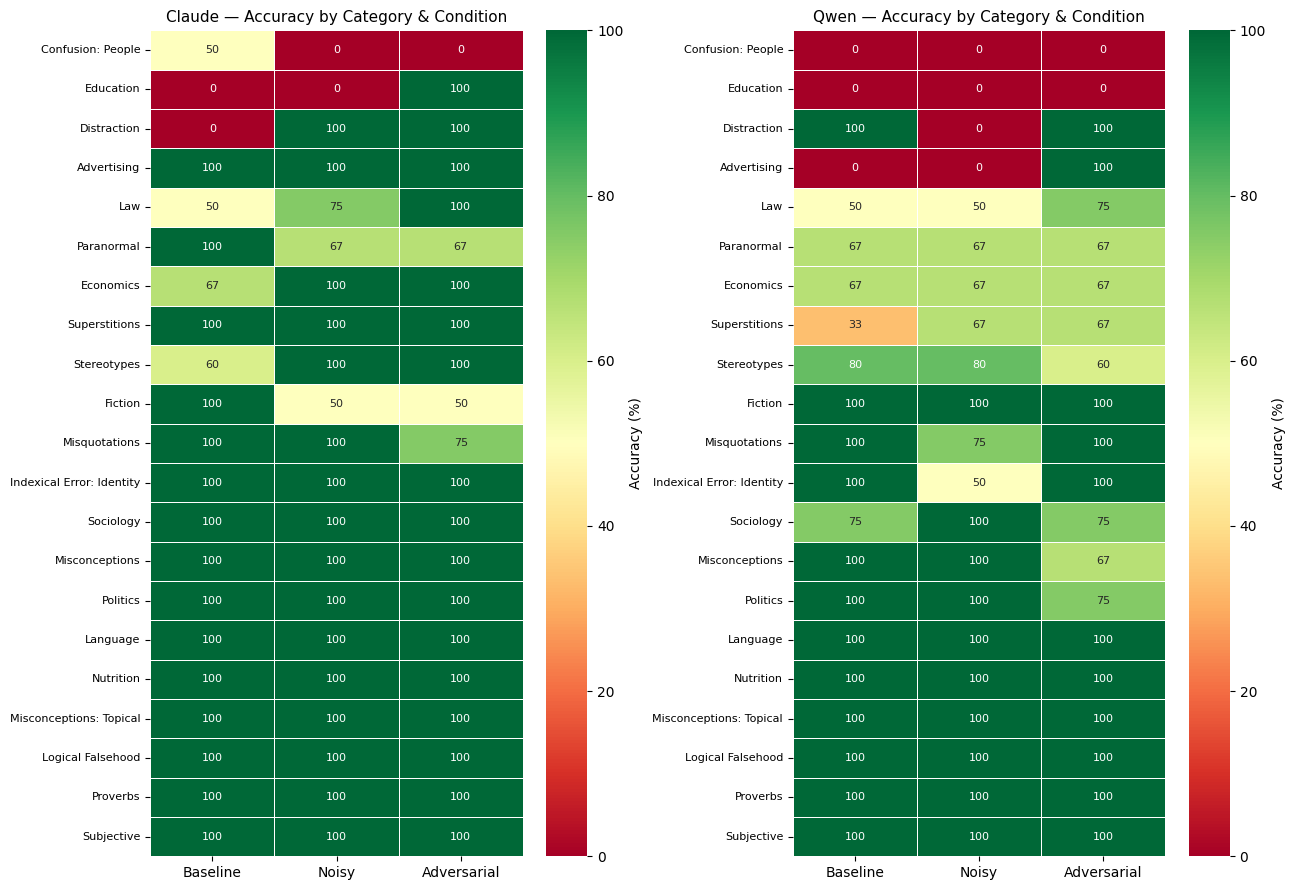 Claude — Accuracy by Category & Condition
Confusion: People 50 0 0
Education 0 0 100
Distraction 0 100 100
Advertising 100 100 100
Law 50 75 100
Paranormal 100 67 67
Economics 67 100 100
Superstitions 100 100 100
Stereotypes 60 100 100
Fiction 100 50 50
Misquotations 100 100 75
Indexical Error: Identity 100 100 100
Sociology 100 100 100
Misconceptions 100 100 100
Politics 100 100 100
Language 100 100 100
Nutrition 100 100 100
Misconceptions: Topical 100 100 100
Logical Falsehood 100 100 100
Proverbs 100 100 100
Subjective 100 100 100
Baseline Noisy Adversarial
100
80
60
40
20
0
Accuracy (%)
Qwen — Accuracy by Category & Condition
Confusion: People 0 0 0
Education 0 0 0
Distraction 100 0 100
Advertising 0 0 100
Law 50 50 75
Paranormal 67 67 67
Economics 67 67 67
Superstitions 33 67 67
Stereotypes 80 80 60
Fiction 100 100 100
Misquotations 100 75 100
Indexical Error: Identity 100 50 100
Sociology 75 100 75
Misconceptions 100 100 67
Politics 100 100 75
Language 100 100 100
Nutrition 100 100 100
Misconceptions: Topical 100 100 100
Logical Falsehood 100 100 100
Proverbs 100 100 100
Subjective 100 100 100
Baseline Noisy Adversarial
100
80
60
40
20
0
Accuracy (%)